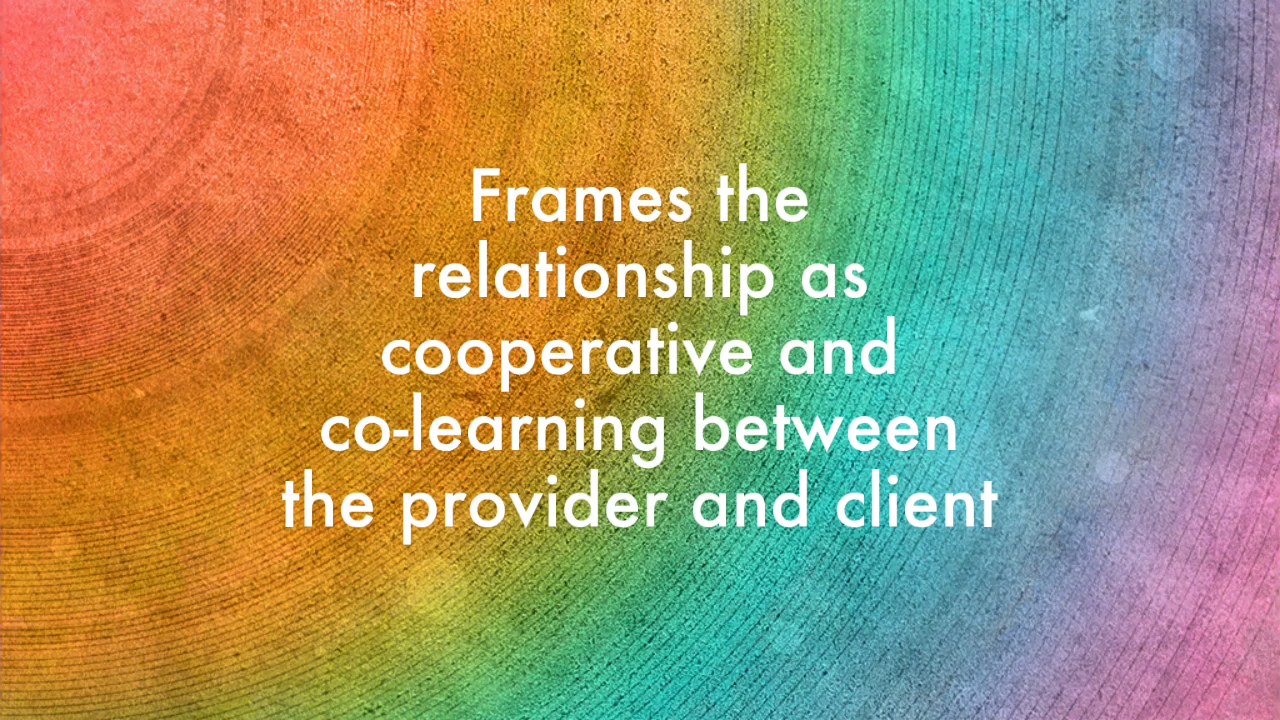 Frames the
relationship as
cooperative and
co-learning between
the provider and client